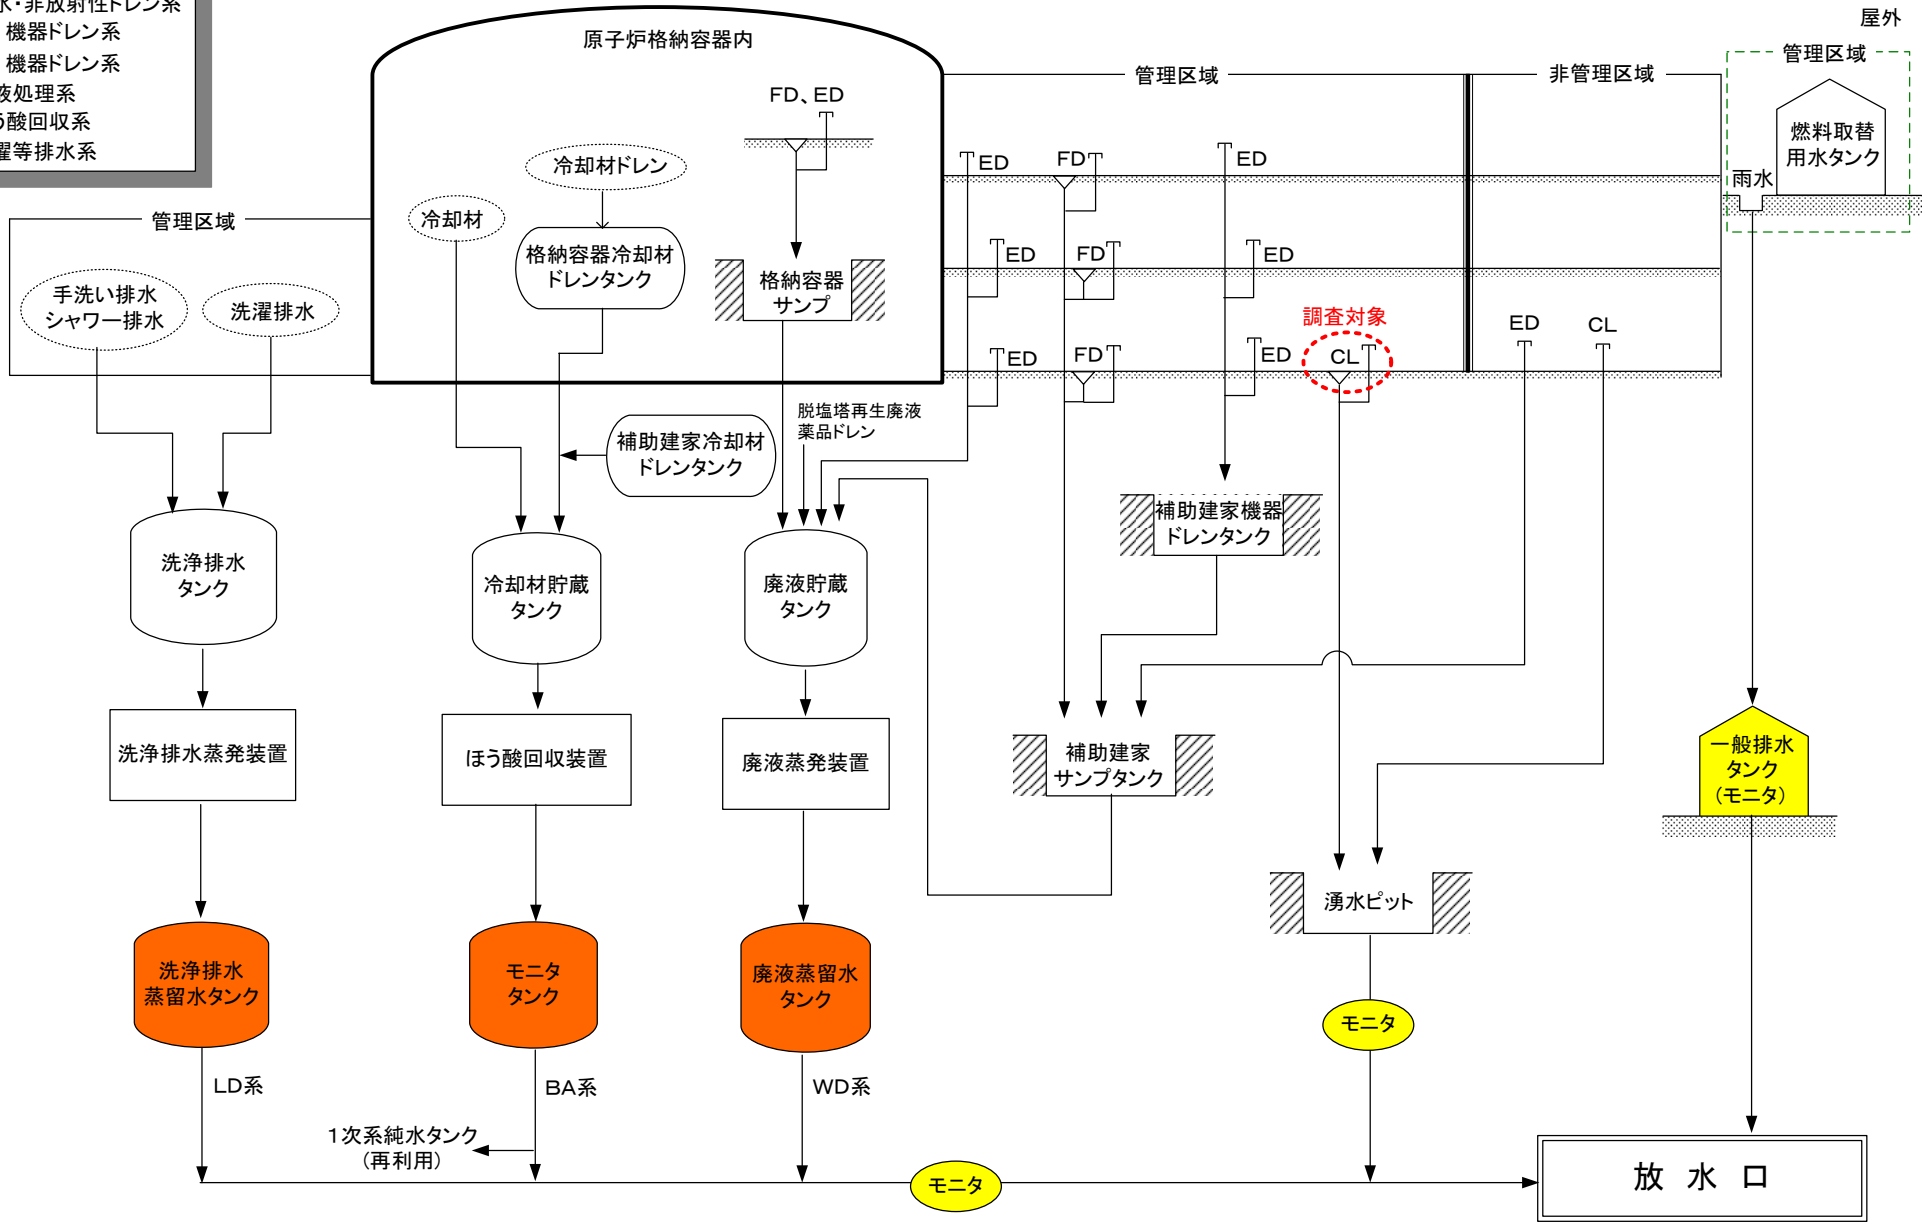 水・非放射性ドレン系
機器ドレン系
機器ドレン系
液処理系
酸回収系
濯等排水系
原子炉格納容器内
屋外
管理区域
非管理区域
管理区域
燃料取替
用水タンク
雨水
FD、ED
冷却材ドレン
冷却材
ED
FD
ED
管理区域
格納容器冷却材
ドレンタンク
格納容器
サンプ
ED
FD
ED
手洗い排水
シャワー排水
洗濯排水
調査対象
ED
FD
ED
CL
ED
CL
脱塩塔再生廃液
薬品ドレン
補助建家冷却材
ドレンタンク
補助建家機器
ドレンタンク
洗浄排水
タンク
冷却材貯蔵
タンク
廃液貯蔵
タンク
洗浄排水蒸発装置
ほう酸回収装置
廃液蒸発装置
補助建家
サンプタンク
一般排水
タンク
(モニタ)
湧水ピット
洗浄排水
蒸留水タンク
モニタ
タンク
廃液蒸留水
タンク
モニタ
LD系
BA系
WD系
1次系純水タンク
(再利用)
モニタ
放水口